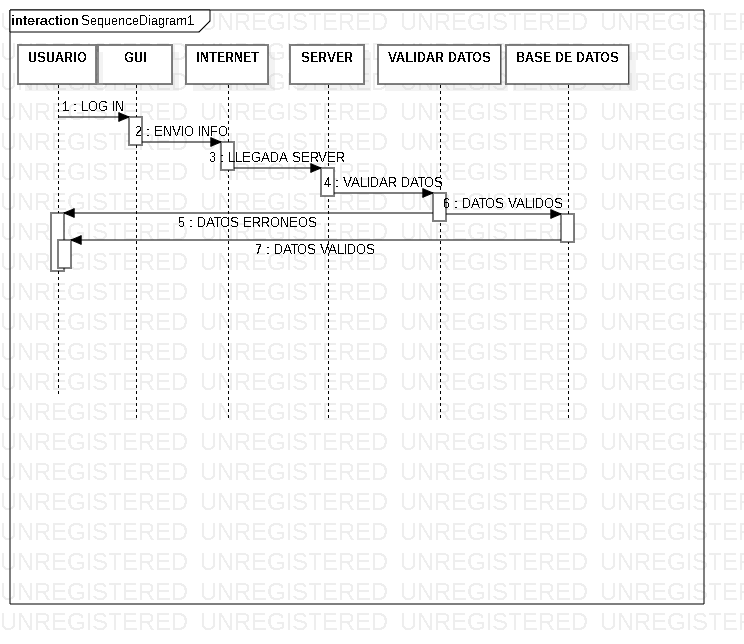 interaction SequenceDiagram1
USUARIO GUI INTERNET SERVER VALIDAR DATOS BASE DE DATOS
1 : LOG IN
2 : ENVIO INFO
3 : LLEGADA SERVER
4 : VALIDAR DATOS
6 : DATOS VALIDOS
5 : DATOS ERRONEOS
7 : DATOS VALIDOS
UNREGISTERED UNREGISTERED UNREGISTERED UNREGISTERED